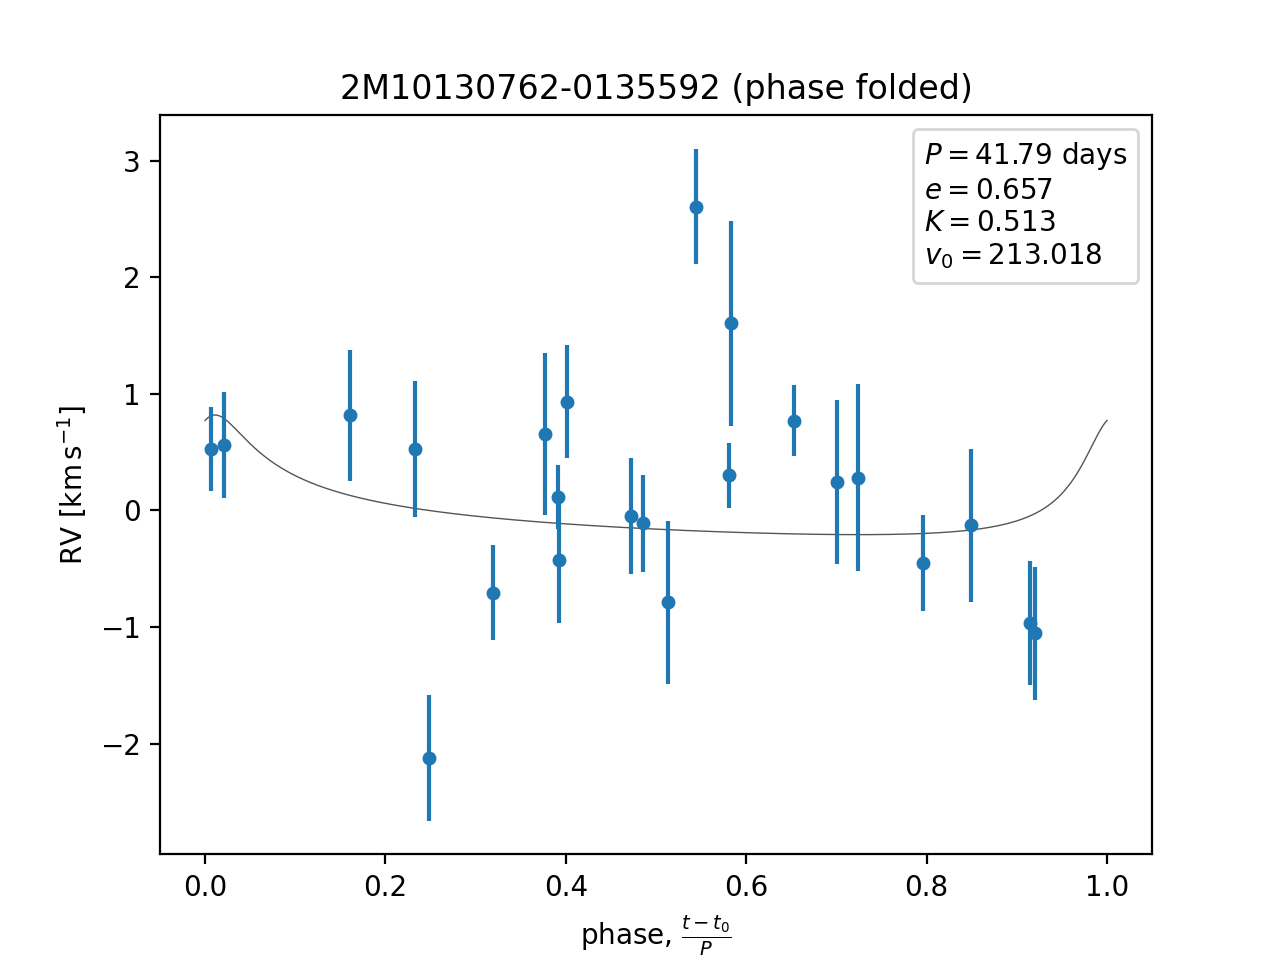 2M10130762-0135592 (phase folded)
P = 41.79 days
e = 0.657
K = 0.513
v₀ = 213.018
3
2
1
0
−1
−2
RV [km s⁻¹]
0.0 0.2 0.4 0.6 0.8 1.0
phase, (t − t₀)/P